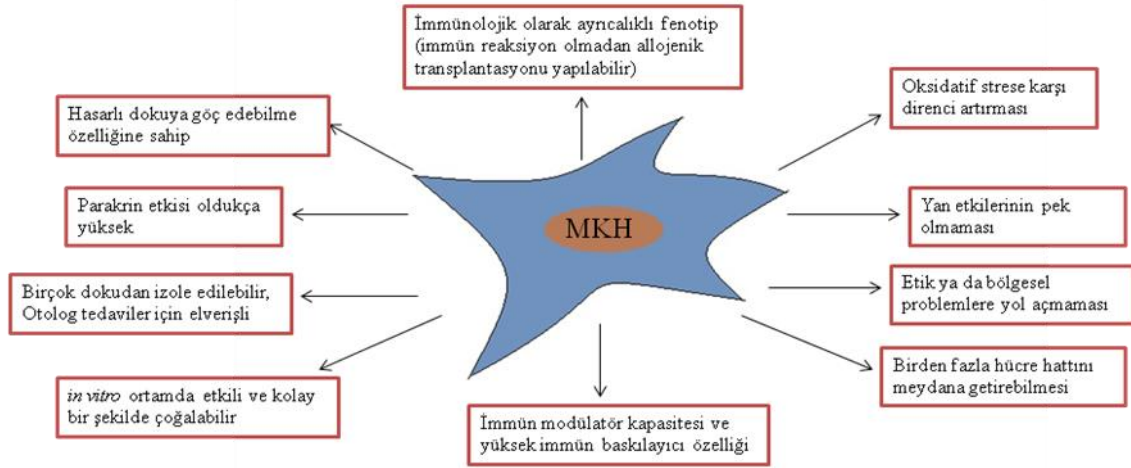 İmmünolojik olarak ayrıcalıklı fenotip
(immün reaksiyon olmadan allojenik
transplantasyonu yapılabilir)
Hasarlı dokuya göç edebilme
özelliğine sahip
Oksidatif strese karşı
direnci artırması
Parakrin etkisi oldukça
yüksek
MKH
Yan etkilerinin pek
olmaması
Birçok dokudan izole edilebilir,
Otolog tedaviler için elverişli
Etik ya da bölgesel
problemlere yol açmaması
in vitro ortamda etkili ve kolay
bir şekilde çoğalabilir
İmmün modülatör kapasitesi ve
yüksek immün baskılayıcı özelliği
Birden fazla hücre hattını
meydana getirebilmesi